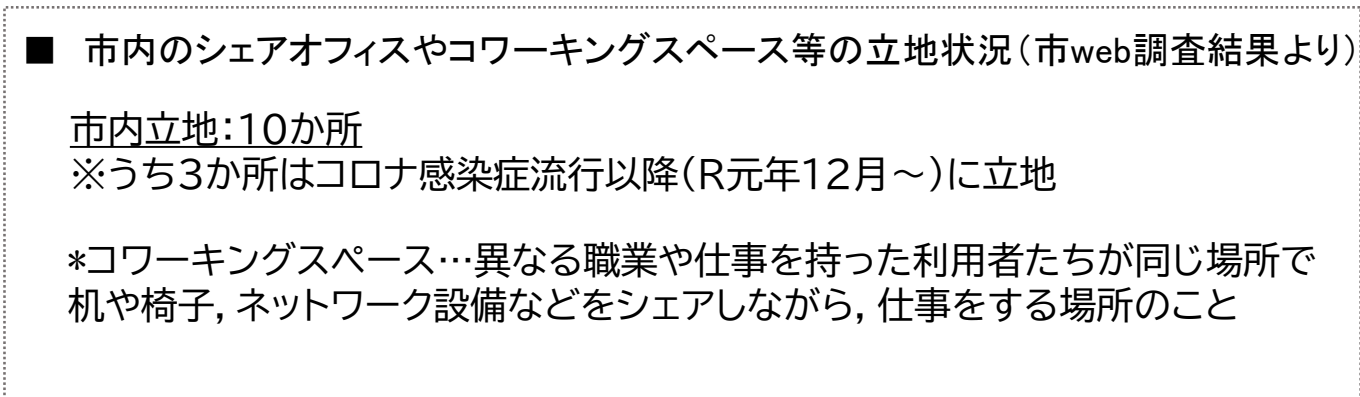 ■ 市内のシェアオフィスやコワーキングスペース等の立地状況（市web調査結果より）
市内立地：10か所
※うち3か所はコロナ感染症流行以降（R元年12月～）に立地
*コワーキングスペース…異なる職業や仕事を持った利用者たちが同じ場所で
机や椅子，ネットワーク設備などをシェアしながら，仕事をする場所のこと